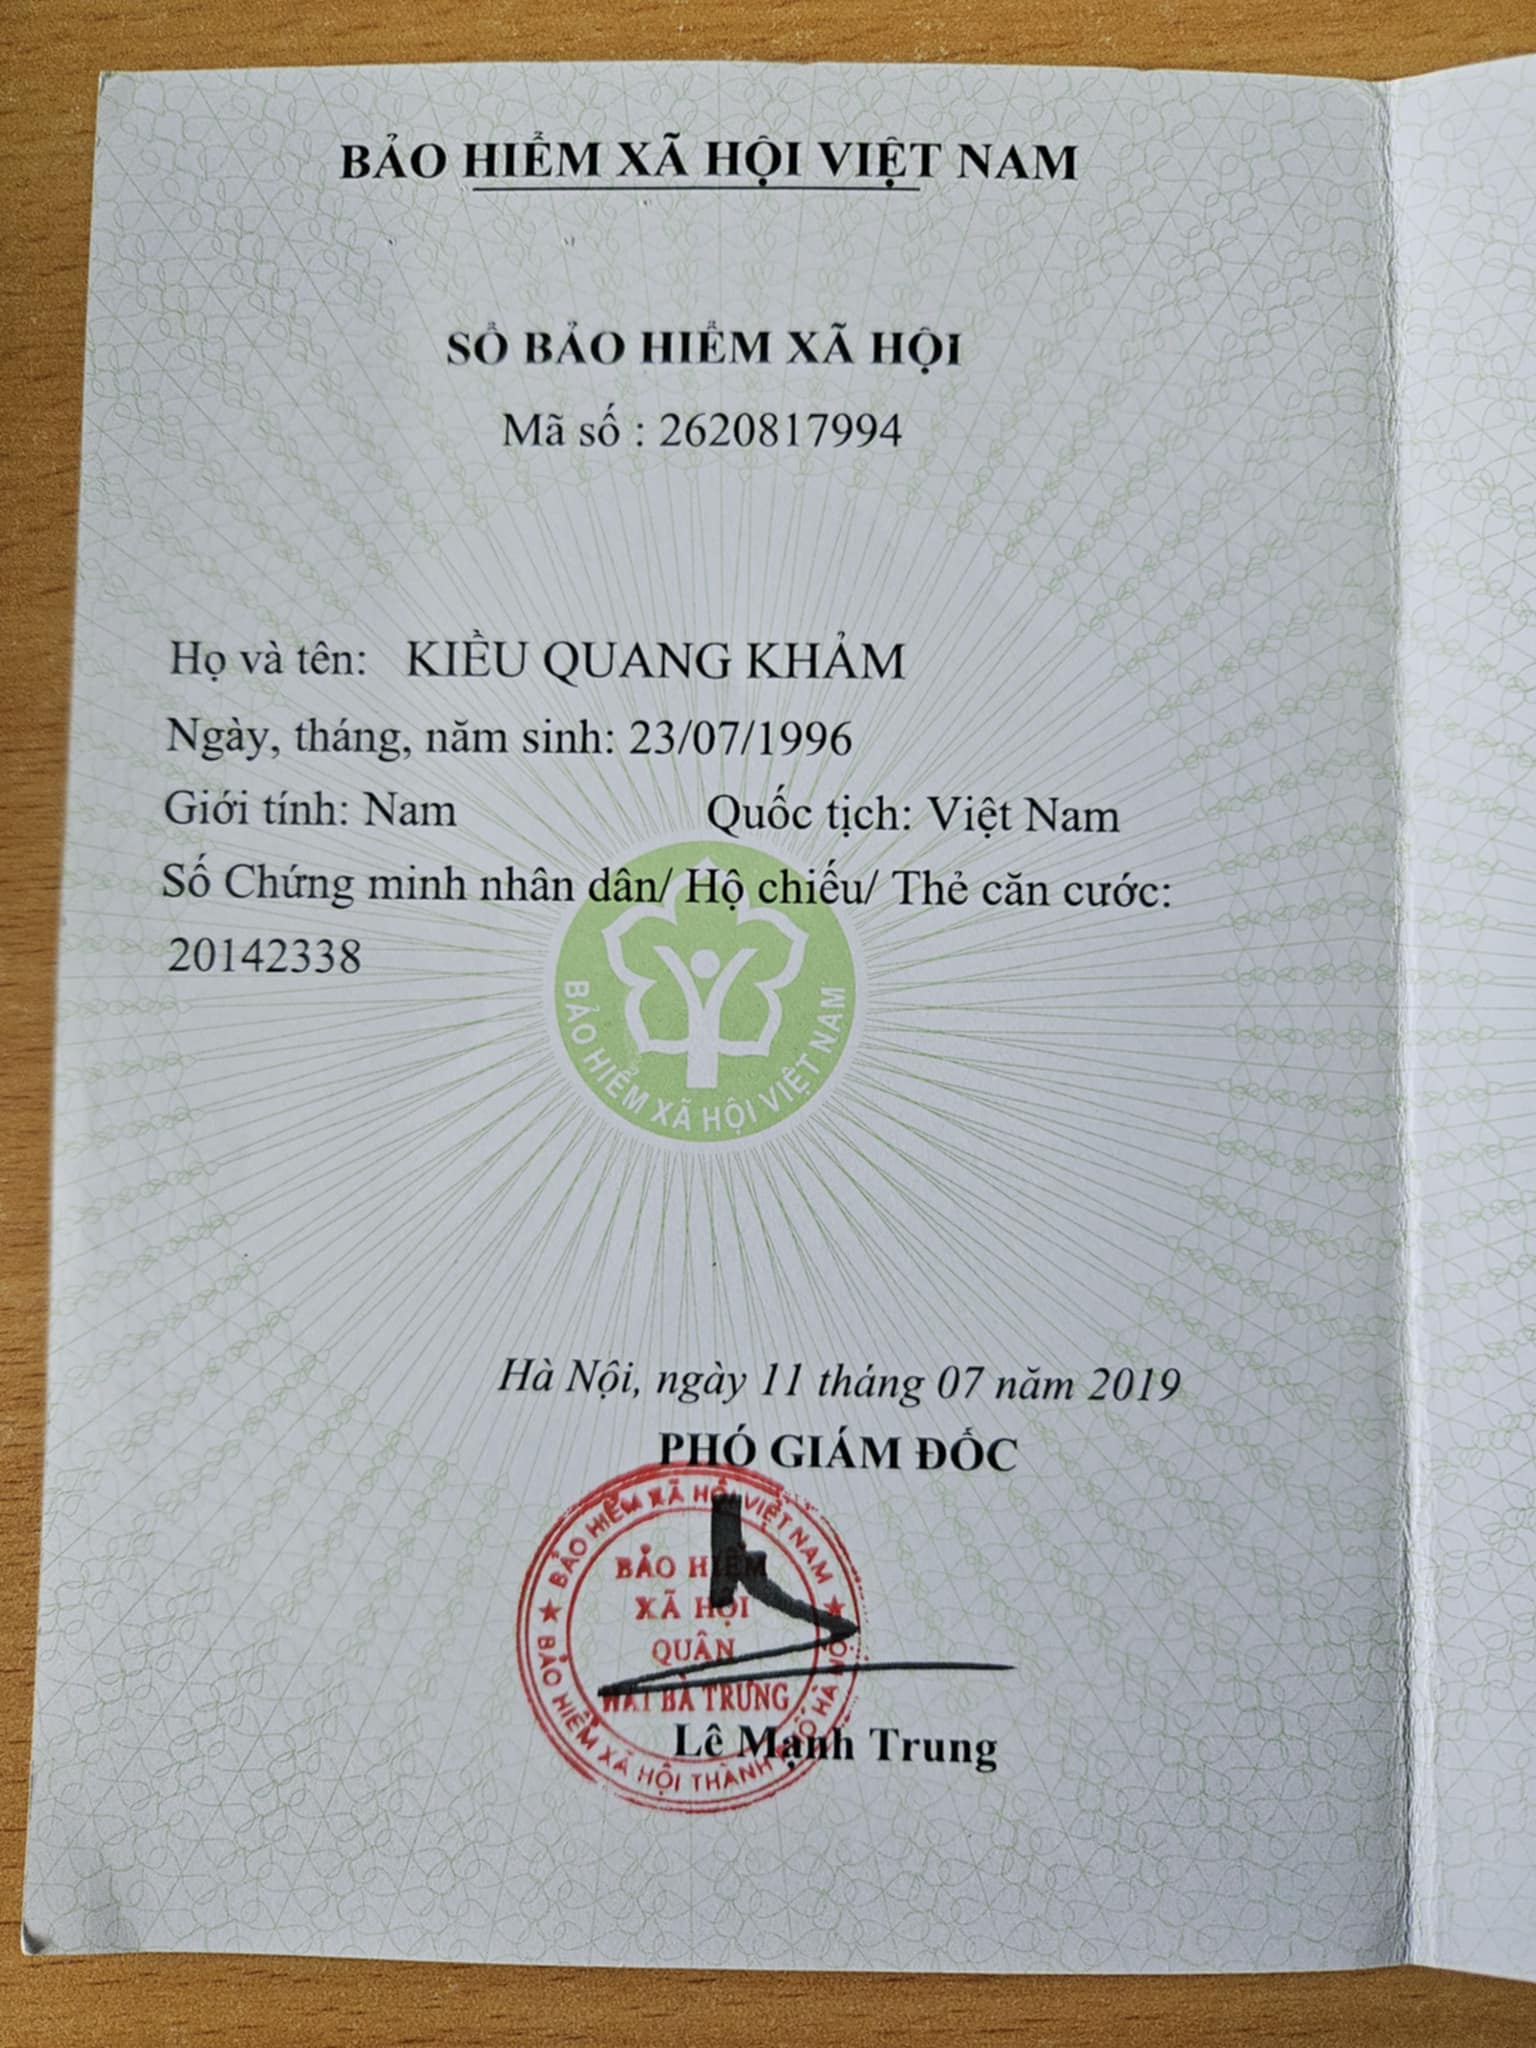 BẢO HIỂM XÃ HỘI VIỆT NAM
SỔ BẢO HIỂM XÃ HỘI
Mã số : 2620817994
Họ và tên: KIỀU QUANG KHẢM
Ngày, tháng, năm sinh: 23/07/1996
Giới tính: Nam Quốc tịch: Việt Nam
Số Chứng minh nhân dân/ Hộ chiếu/ Thẻ căn cước:
20142338
BẢO HIỂM XÃ HỘI VIỆT NAM
Hà Nội, ngày 11 tháng 07 năm 2019
PHÓ GIÁM ĐỐC
BẢO HIỂM XÃ HỘI VIỆT NAM
BẢO HIỂM
XÃ HỘI
QUẬN
HAI BÀ TRƯNG
BẢO HIỂM XÃ HỘI THÀNH PHỐ HÀ NỘI
Lê Mạnh Trung